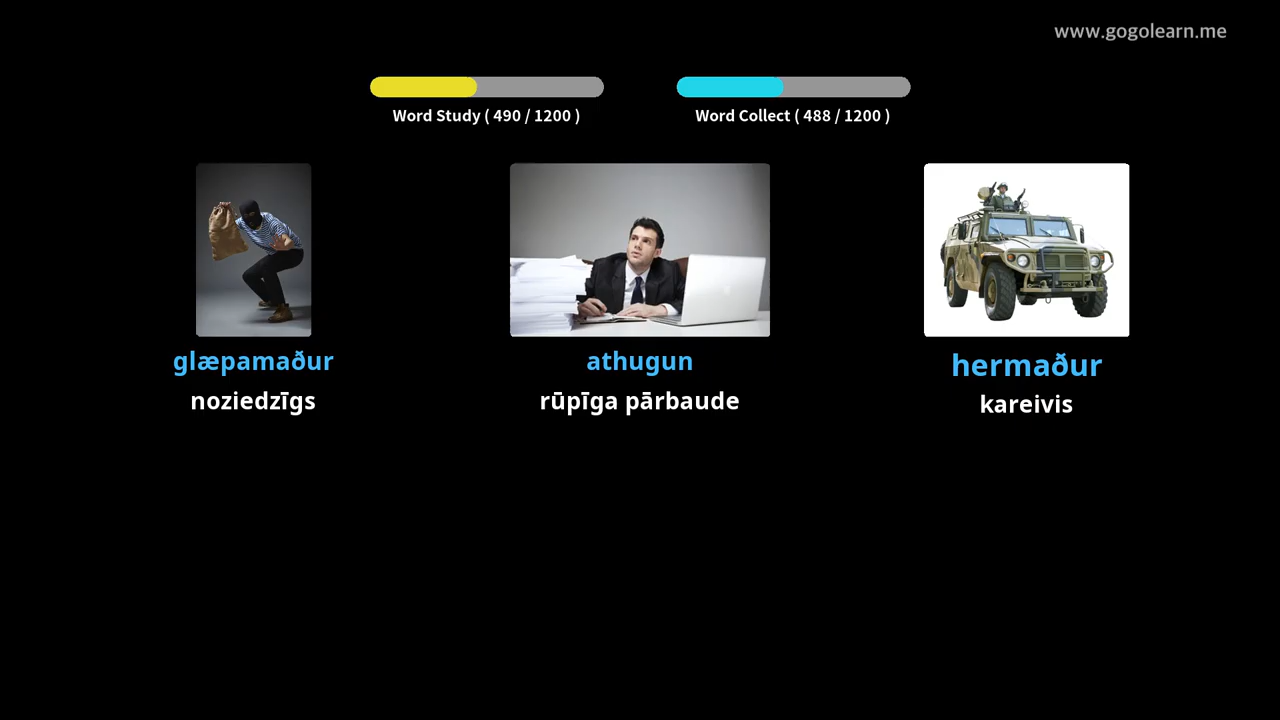 www.gogolearn.me
Word Study ( 490 / 1200 )
Word Collect ( 488 / 1200 )
glæpamaður
noziedzīgs
athugun
rūpīga pārbaude
hermaður
kareivis